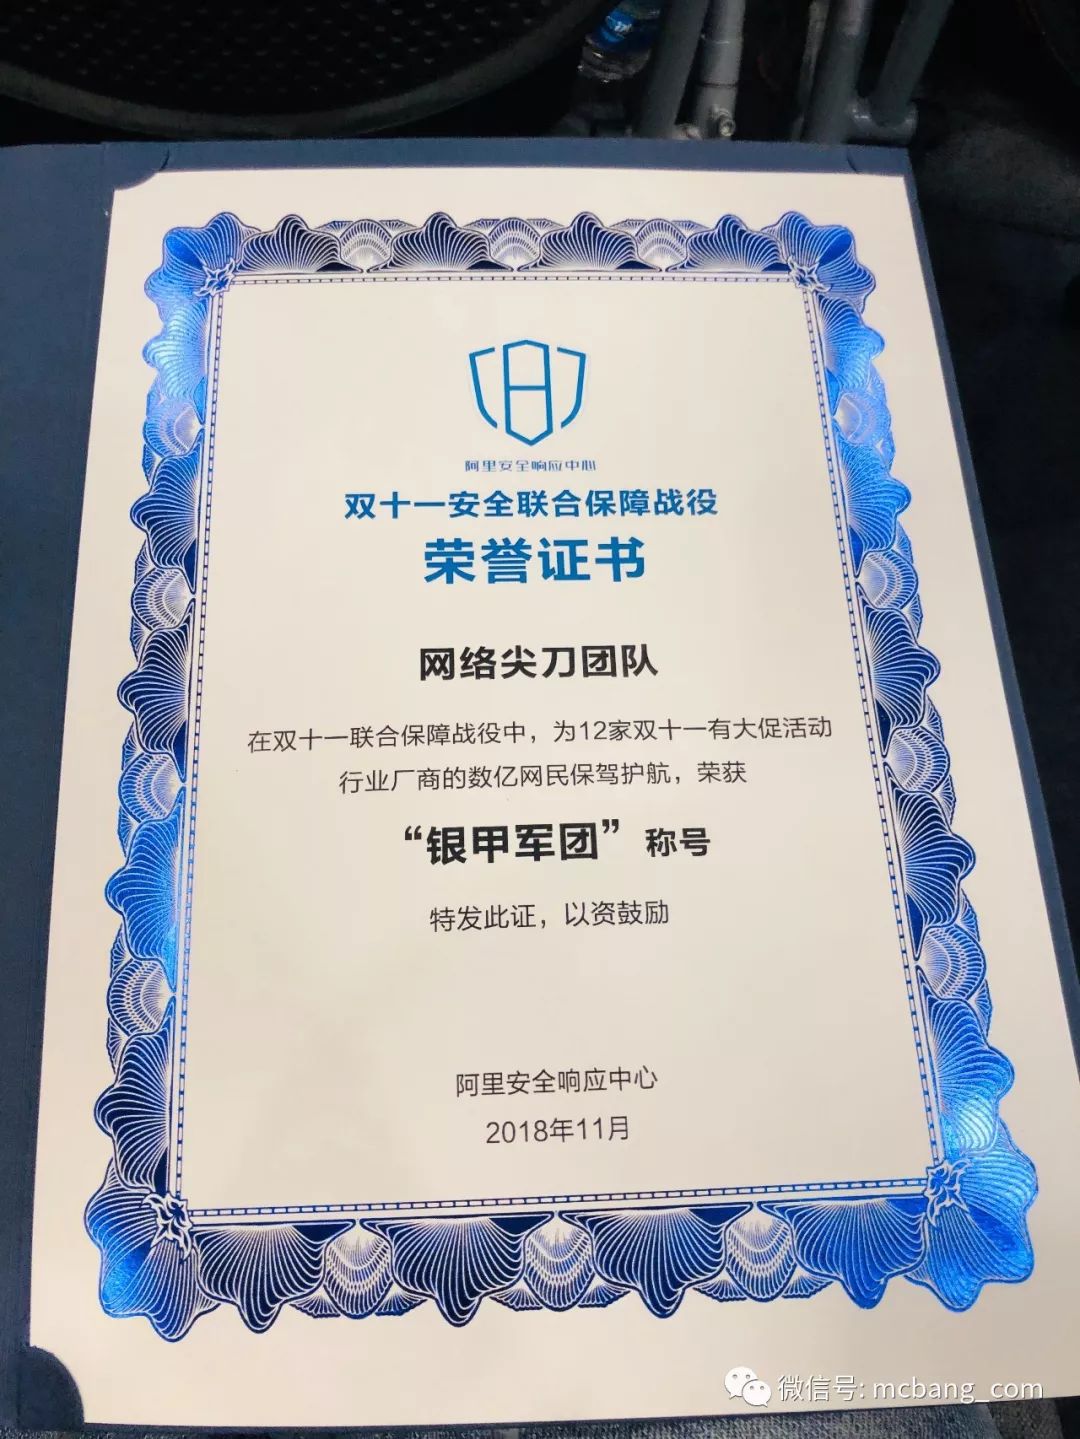 阿里安全响应中心
双十一安全联合保障战役
荣誉证书
网络尖刀团队
在双十一联合保障战役中，为12家双十一有大促活动
行业厂商的数亿网民保驾护航，荣获
“银甲军团” 称号
特发此证，以资鼓励
阿里安全响应中心
2018年11月
微信号: mcbang_com